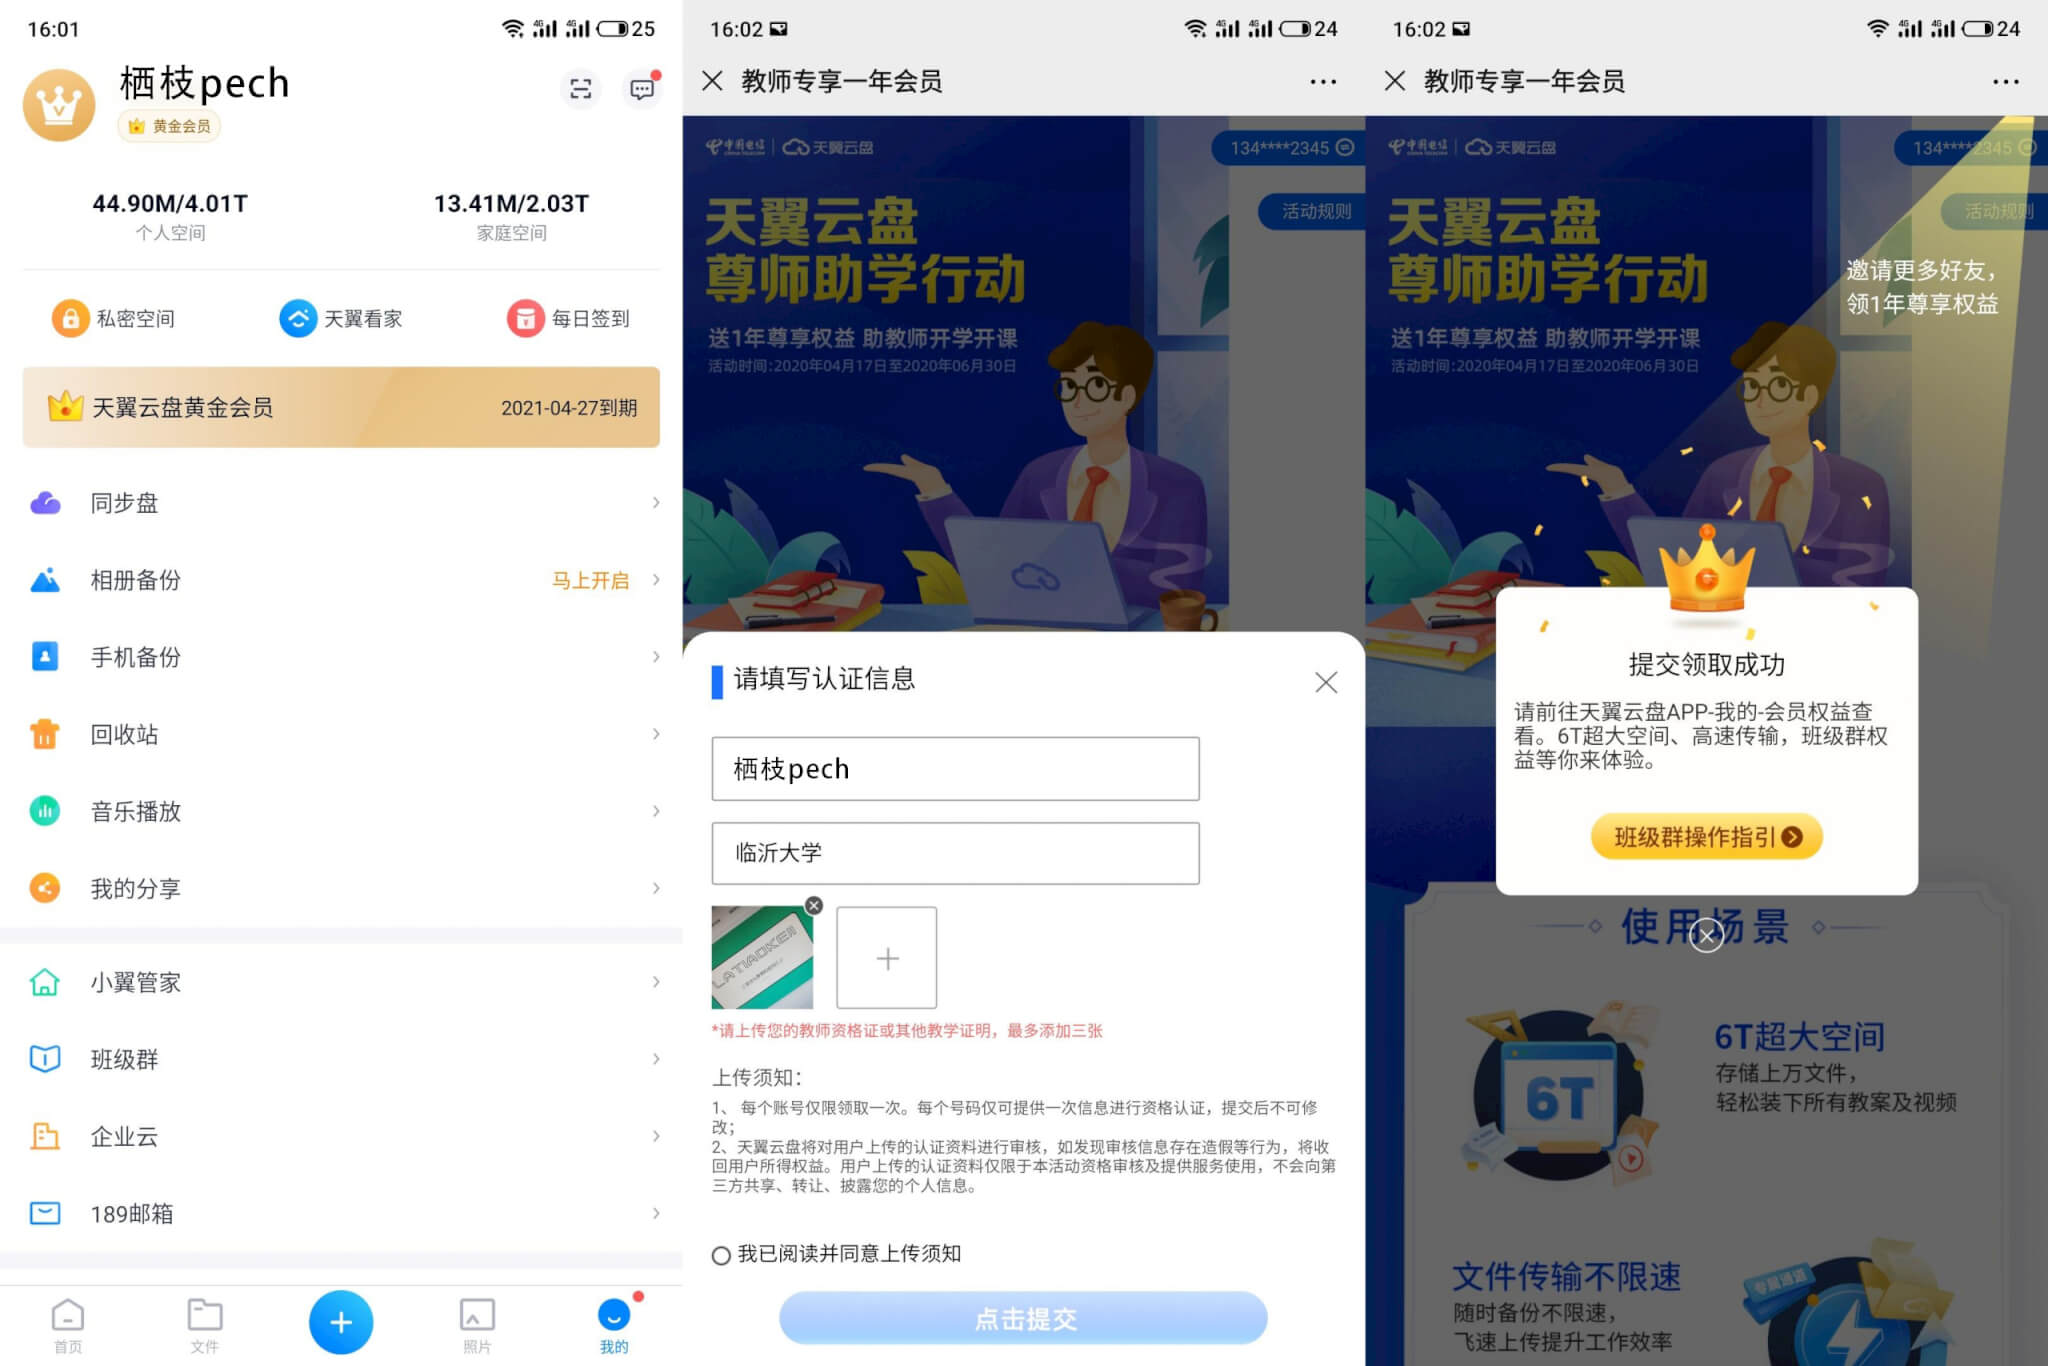 16:01
4G 4G 25
栖枝pech
黄金会员
44.90M/4.01T
个人空间
13.41M/2.03T
家庭空间
私密空间
天翼看家
每日签到
天翼云盘黄金会员
2021-04-27到期
同步盘
相册备份
马上开启
手机备份
回收站
音乐播放
我的分享
小翼管家
班级群
企业云
189邮箱
首页
文件
照片
我的
16:02
4G 4G 24
教师专享一年会员
中国电信
天翼云盘
134****2345
活动规则
天翼云盘
尊师助学行动
送1年尊享权益 助教师开学开课
活动时间:2020年04月17日至2020年06月30日
请填写认证信息
栖枝pech
临沂大学
*请上传您的教师资格证或其他教学证明，最多添加三张
上传须知：
1、 每个账号仅限领取一次。每个号码仅可提供一次信息进行资格认证，提交后不可修
改；
2、天翼云盘将对用户上传的认证资料进行审核，如发现审核信息存在造假等行为，将收
回用户所得权益。用户上传的认证资料仅限于本活动资格审核及提供服务使用，不会向第
三方共享、转让、披露您的个人信息。
我已阅读并同意上传须知
点击提交
16:02
4G 4G 24
教师专享一年会员
中国电信
天翼云盘
134****2345
活动规则
天翼云盘
尊师助学行动
送1年尊享权益 助教师开学开课
活动时间:2020年04月17日至2020年06月30日
邀请更多好友，
领1年尊享权益
提交领取成功
请前往天翼云盘APP-我的-会员权益查
看。6T超大空间、高速传输，班级群权
益等你来体验。
班级群操作指引
使用场景
6T
6T超大空间
存储上万文件，
轻松装下所有教案及视频
文件传输不限速
随时备份不限速，
飞速上传提升工作效率
专属通道